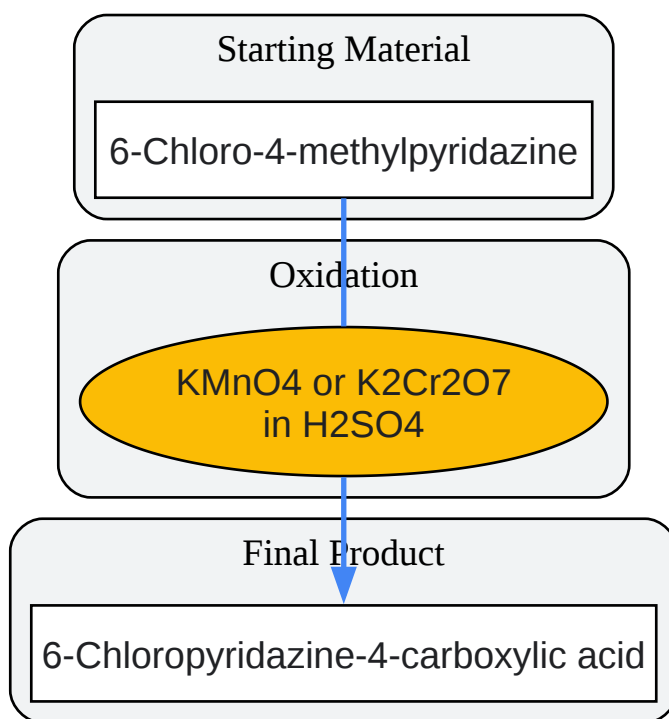 Starting Material
6-Chloro-4-methylpyridazine
Oxidation
KMnO4 or K2Cr2O7
in H2SO4
Final Product
6-Chloropyridazine-4-carboxylic acid